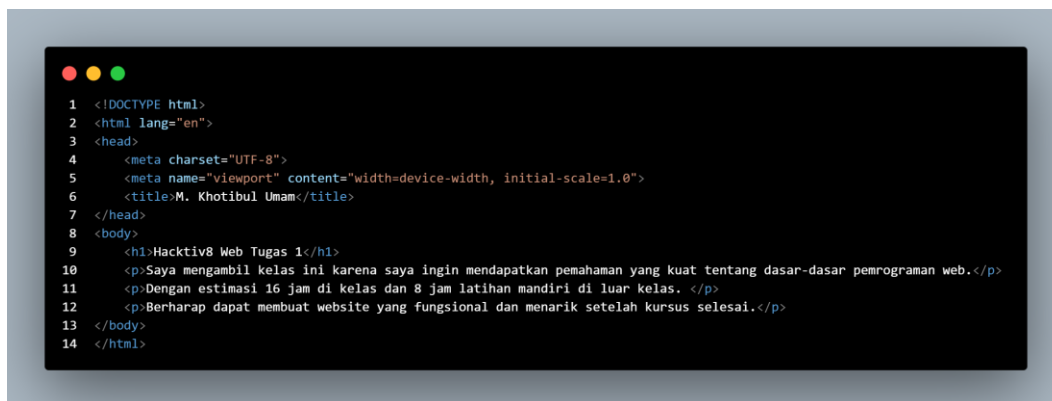 1 <!DOCTYPE html>
2 <html lang="en">
3 <head>
4     <meta charset="UTF-8">
5     <meta name="viewport" content="width=device-width, initial-scale=1.0">
6     <title>M. Khotibul Umam</title>
7 </head>
8 <body>
9     <h1>Hacktiv8 Web Tugas 1</h1>
10     <p>Saya mengambil kelas ini karena saya ingin mendapatkan pemahaman yang kuat tentang dasar-dasar pemrograman web.</p>
11     <p>Dengan estimasi 16 jam di kelas dan 8 jam latihan mandiri di luar kelas. </p>
12     <p>Berharap dapat membuat website yang fungsional dan menarik setelah kursus selesai.</p>
13 </body>
14 </html>